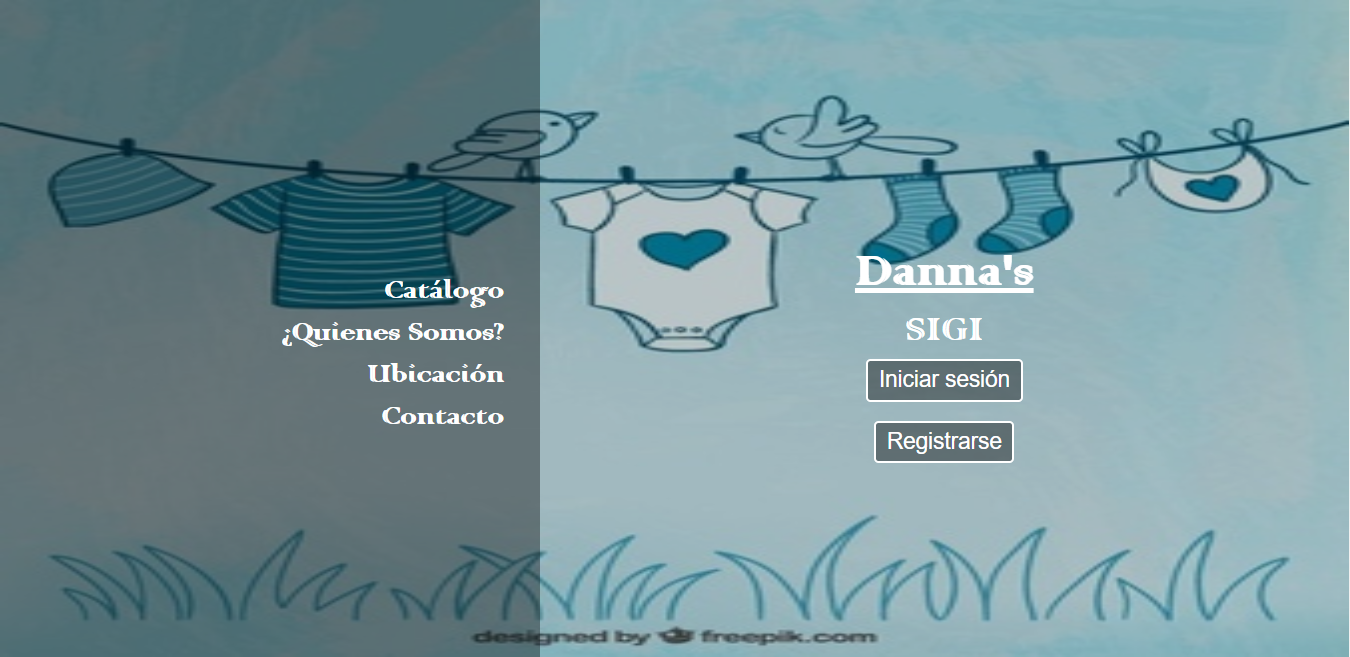 Catálogo
¿Quienes Somos?
Ubicación
Contacto
Danna's
SIGI
Iniciar sesión
Registrarse
designed by freepik.com